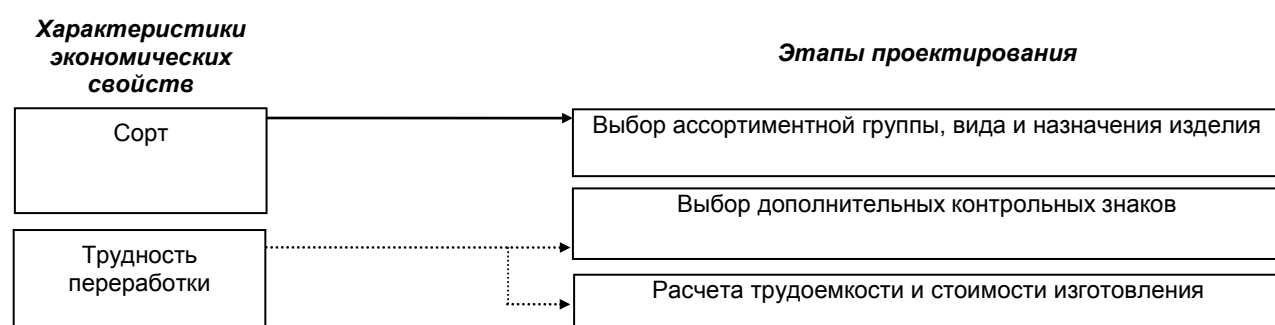 Характеристики
экономических
свойств
Этапы проектирования
Сорт
Выбор ассортиментной группы, вида и назначения изделия
Выбор дополнительных контрольных знаков
Трудность
переработки
Расчета трудоемкости и стоимости изготовления